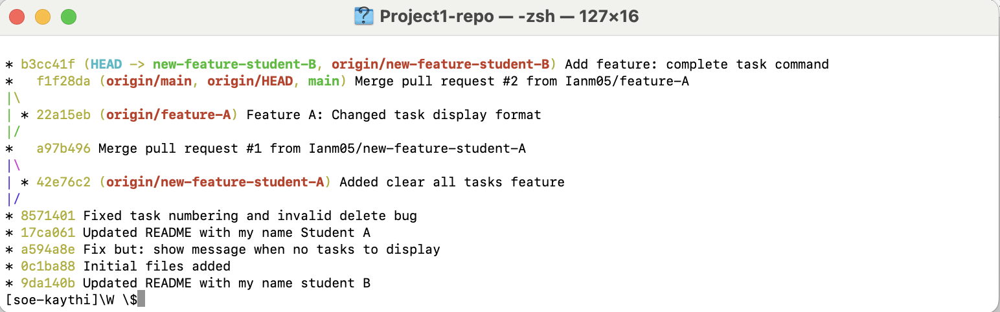 Project1-repo — -zsh — 127×16
* b3cc41f (HEAD -> new-feature-student-B, origin/new-feature-student-B) Add feature: complete task command
*   f1f28da (origin/main, origin/HEAD, main) Merge pull request #2 from Ianm05/feature-A
|\
| * 22a15eb (origin/feature-A) Feature A: Changed task display format
|/
*   a97b496 Merge pull request #1 from Ianm05/new-feature-student-A
|\
| * 42e76c2 (origin/new-feature-student-A) Added clear all tasks feature
|/
* 8571401 Fixed task numbering and invalid delete bug
* 17ca061 Updated README with my name Student A
* a594a8e Fix but: show message when no tasks to display
* 0c1ba88 Initial files added
* 9da140b Updated README with my name student B
[soe-kaythi]\W \$